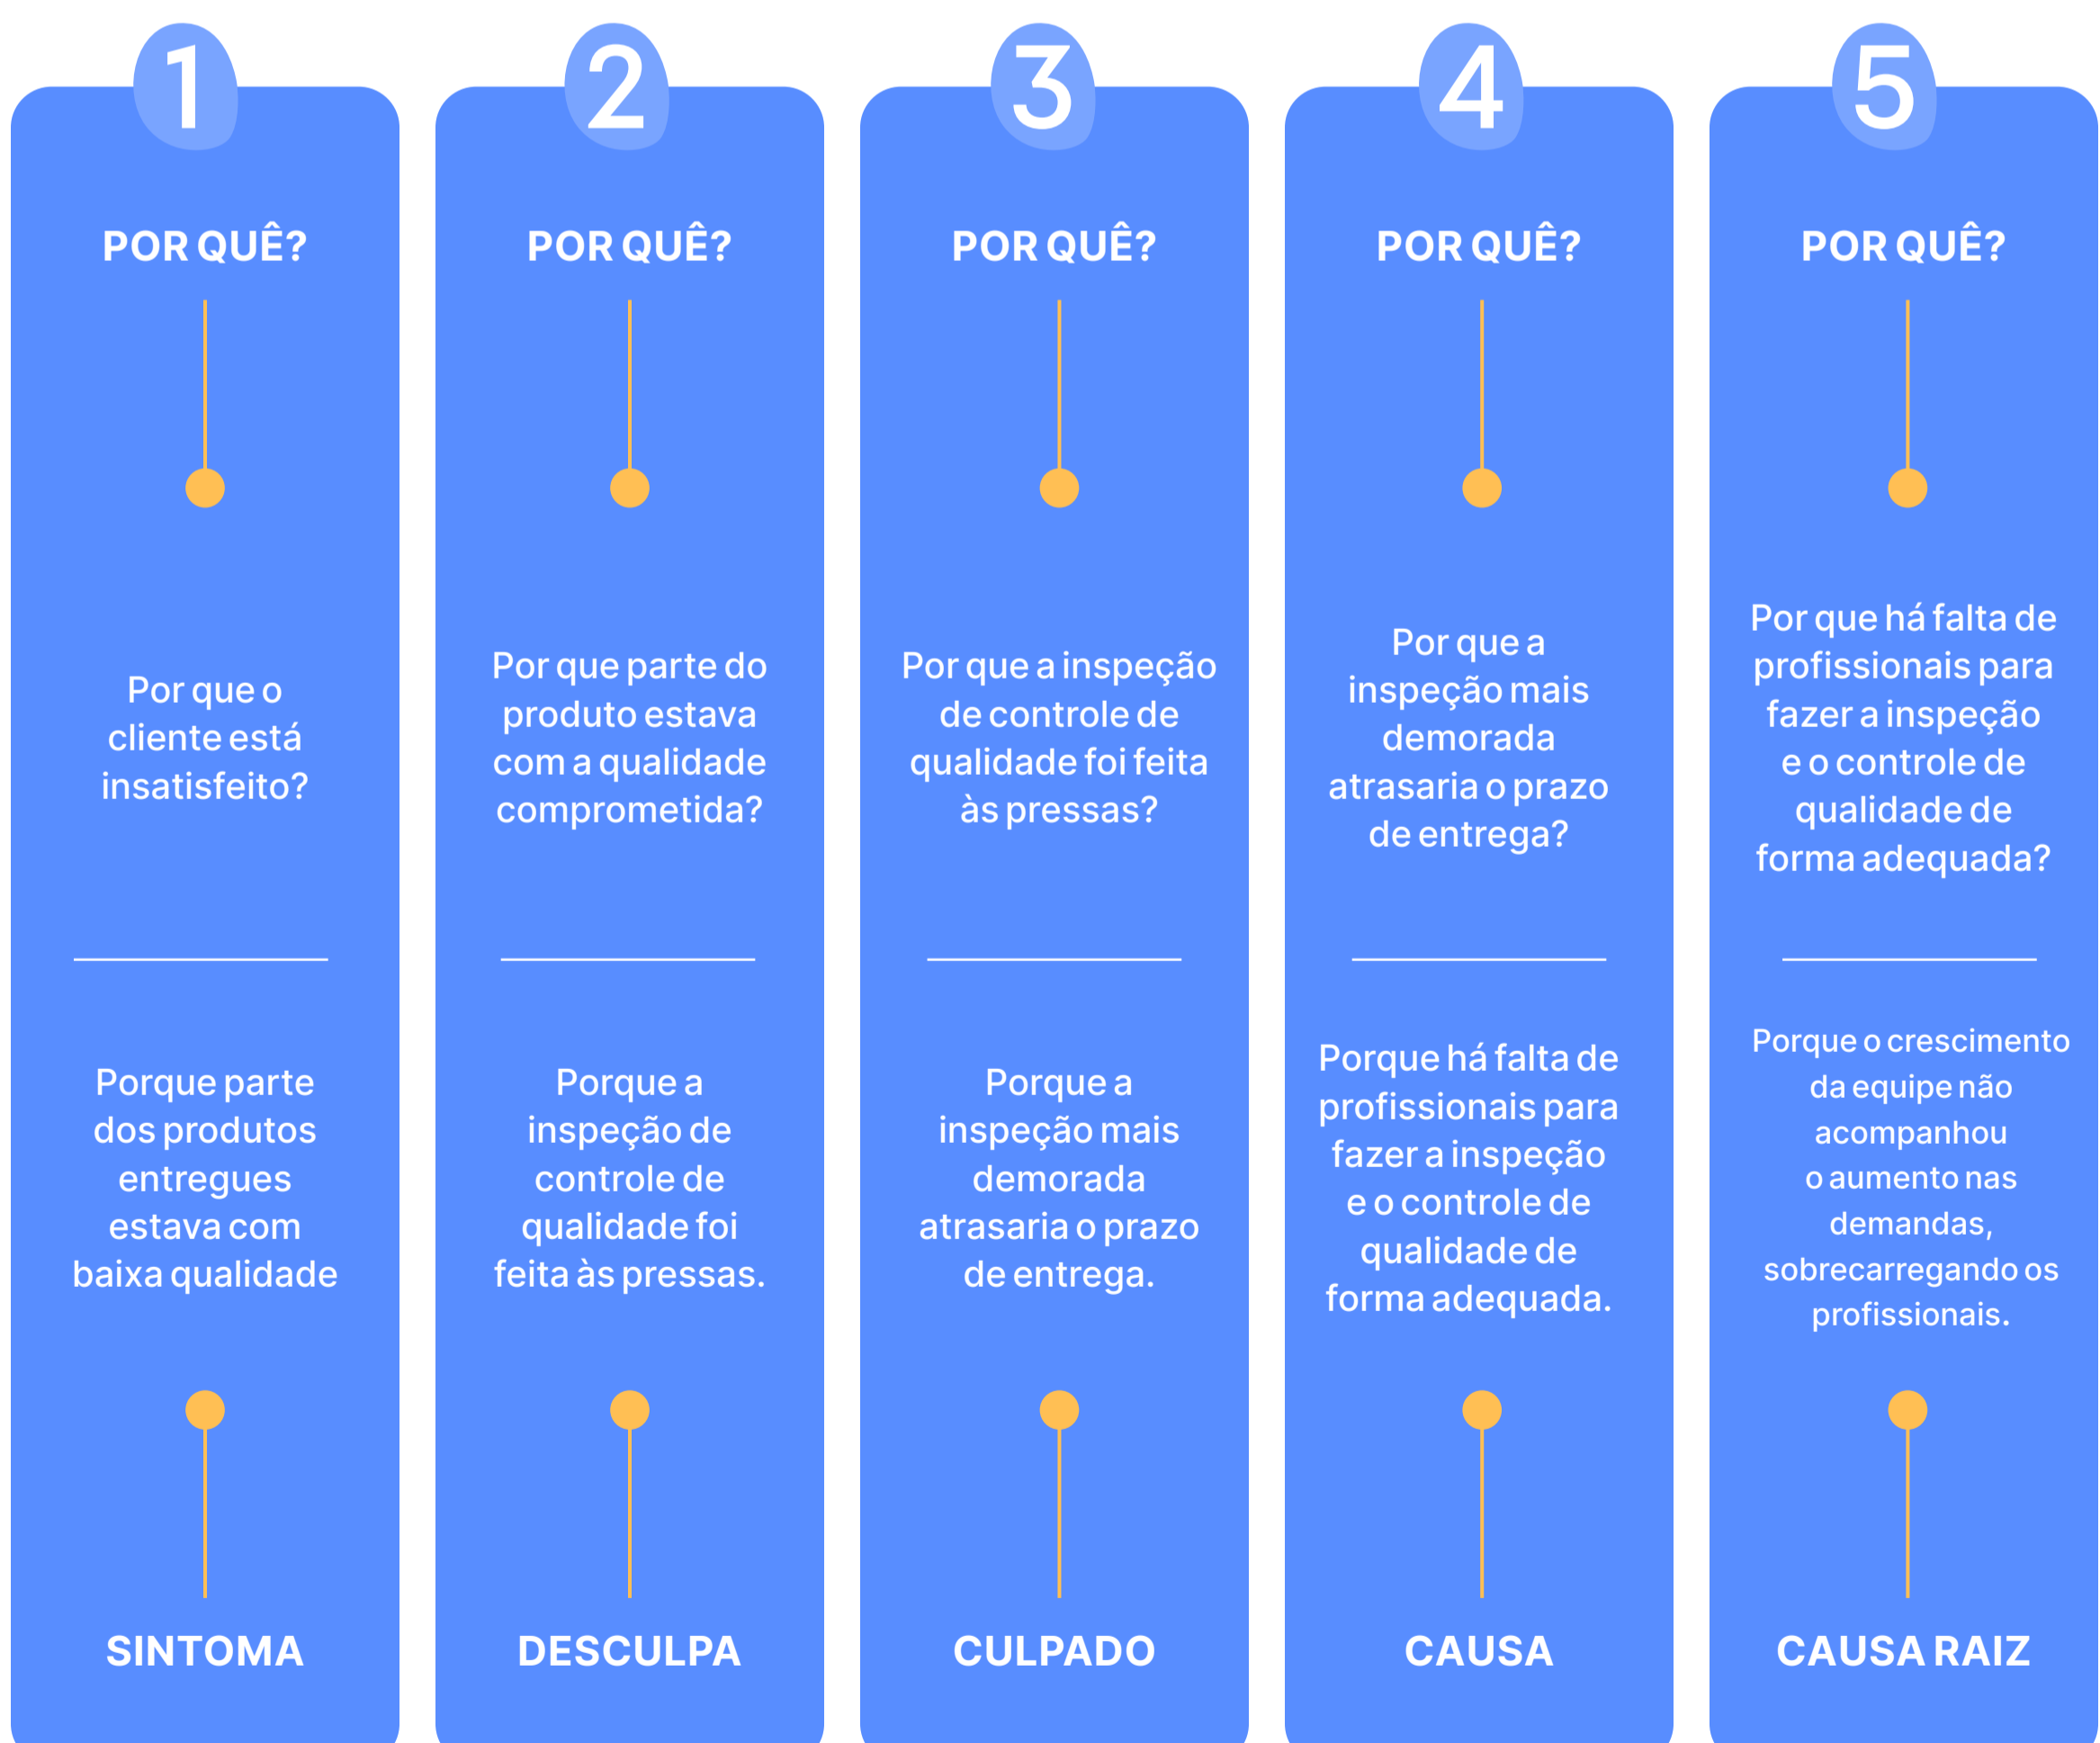 1
POR QUÊ?
Por que o
cliente está
insatisfeito?
Porque parte
dos produtos
entregues
estava com
baixa qualidade
SINTOMA
2
POR QUÊ?
Por que parte do
produto estava
com a qualidade
comprometida?
Porque a
inspeção de
controle de
qualidade foi
feita às pressas.
DESCULPA
3
POR QUÊ?
Por que a inspeção
de controle de
qualidade foi feita
às pressas?
Porque a
inspeção mais
demorada
atrasaria o prazo
de entrega.
CULPADO
4
POR QUÊ?
Por que a
inspeção mais
demorada
atrasaria o prazo
de entrega?
Porque há falta de
profissionais para
fazer a inspeção
e o controle de
qualidade de
forma adequada.
CAUSA
5
POR QUÊ?
Por que há falta de
profissionais para
fazer a inspeção
e o controle de
qualidade de
forma adequada?
Porque o crescimento
da equipe não
acompanhou
o aumento nas
demandas,
sobrecarregando os
profissionais.
CAUSA RAIZ